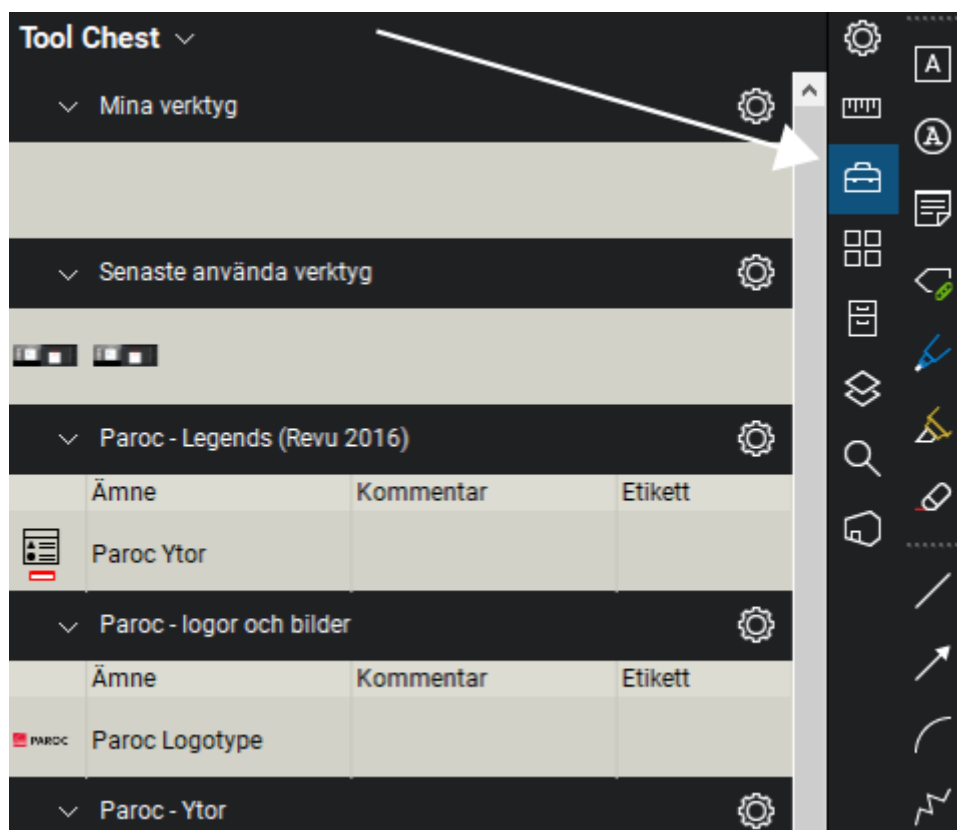 Tool Chest
Mina verktyg
Senaste använda verktyg
Paroc - Legends (Revu 2016)
Ämne Kommentar Etikett
Paroc Ytor
Paroc - logor och bilder
Ämne Kommentar Etikett
PAROC Paroc Logotype
Paroc - Ytor
A
A